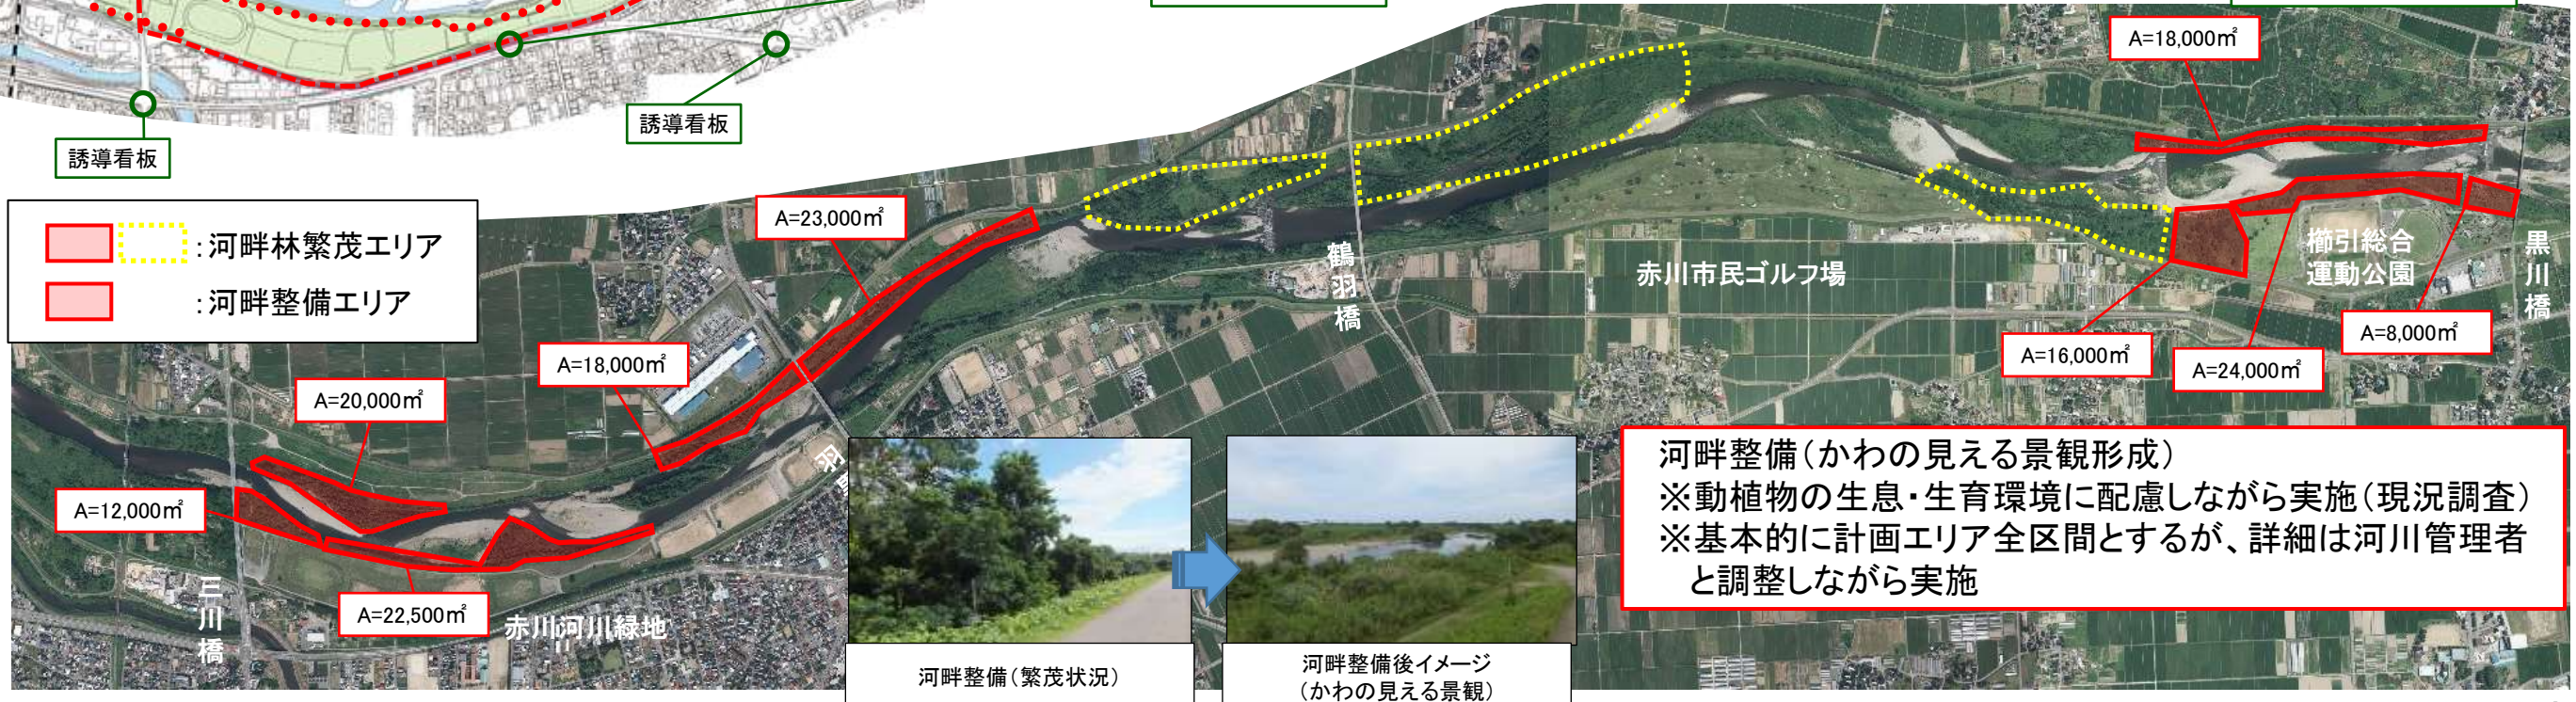 誘導看板
誘導看板
:河畔林繁茂エリア
:河畔整備エリア
A=18,000㎡
A=23,000㎡
A=18,000㎡
A=20,000㎡
A=12,000㎡
A=22,500㎡
A=16,000㎡
A=24,000㎡
A=8,000㎡
鶴羽橋
赤川市民ゴルフ場
櫛引総合
運動公園
黒川橋
三川橋
赤川河川緑地
河畔整備(繁茂状況)
河畔整備後イメージ
(かわの見える景観)
河畔整備(かわの見える景観形成)
※動植物の生息・生育環境に配慮しながら実施(現況調査)
※基本的に計画エリア全区間とするが、詳細は河川管理者
と調整しながら実施